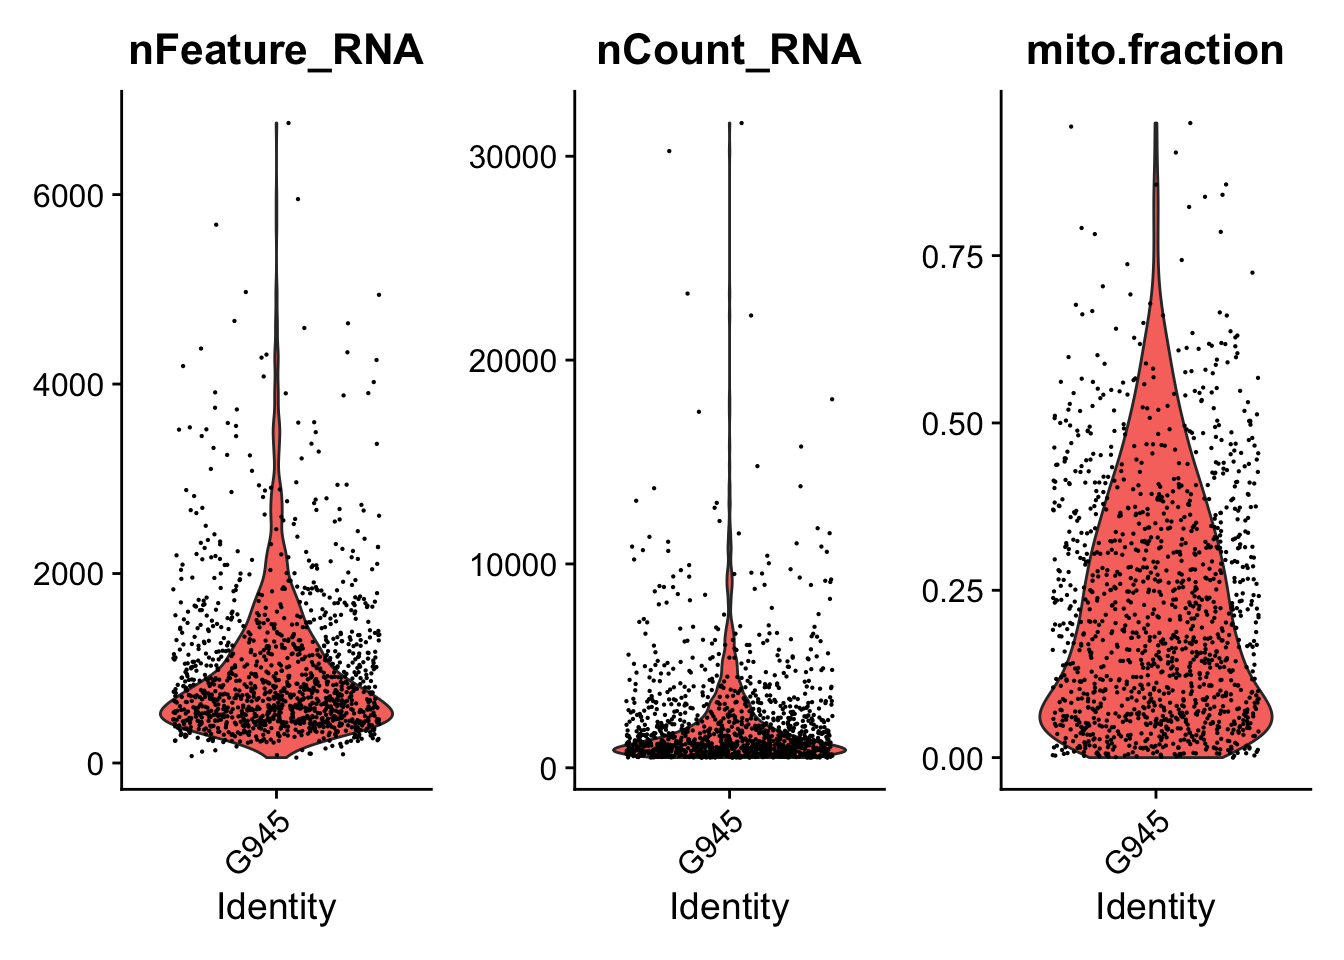 nFeature_RNA
6000
4000
2000
0
G945
Identity
nCount_RNA
30000
20000
10000
0
G945
Identity
mito.fraction
0.75
0.50
0.25
0.00
G945
Identity